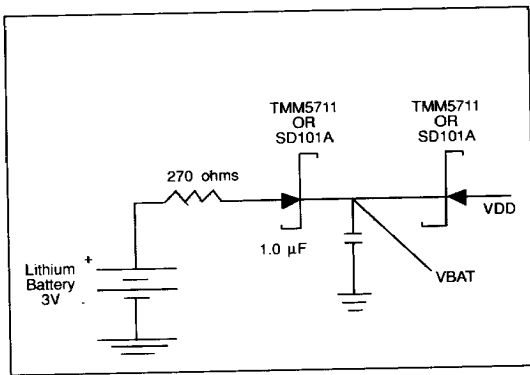 TMM5711
OR
SD101A
TMM5711
OR
SD101A
270 ohms
VDD
1.0 μF
VBAT
Lithium
Battery
3V
+
-